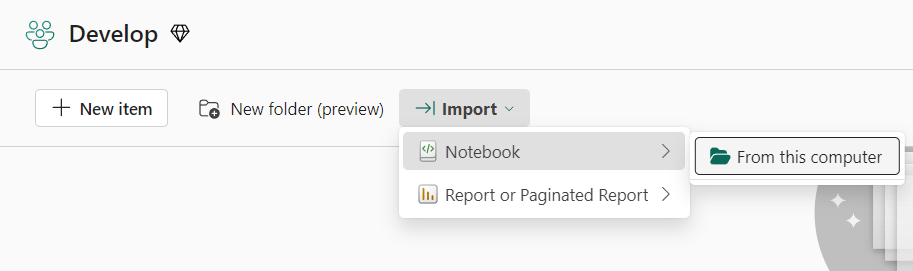 Develop
New item
New folder (preview)
Import
Notebook
From this computer
Report or Paginated Report